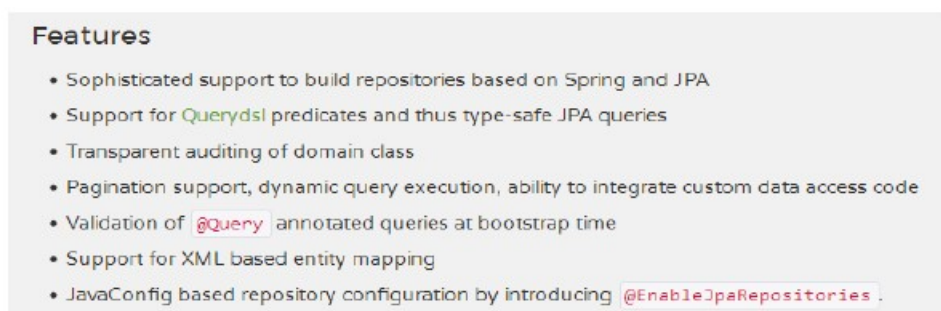 Features
• Sophisticated support to build repositories based on Spring and JPA
• Support for Querydsl predicates and thus type-safe JPA queries
• Transparent auditing of domain class
• Pagination support, dynamic query execution, ability to integrate custom data access code
• Validation of @Query annotated queries at bootstrap time
• Support for XML based entity mapping
• JavaConfig based repository configuration by introducing @EnableJpaRepositories.